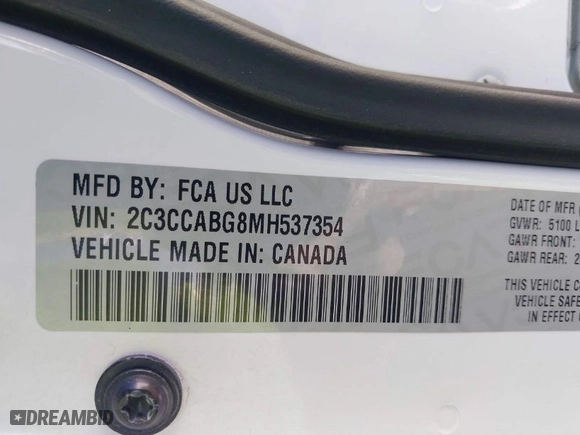 MFD BY: FCA US LLC
VIN: 2C3CCABG8MH537354
VEHICLE MADE IN: CANADA
DATE OF MFR
GVWR: 5100 L
GAWR FRONT:
GAWR REAR: 2
THIS VEHICLE C
VEHICLE SAFE
IN EFFECT
DREAMBID